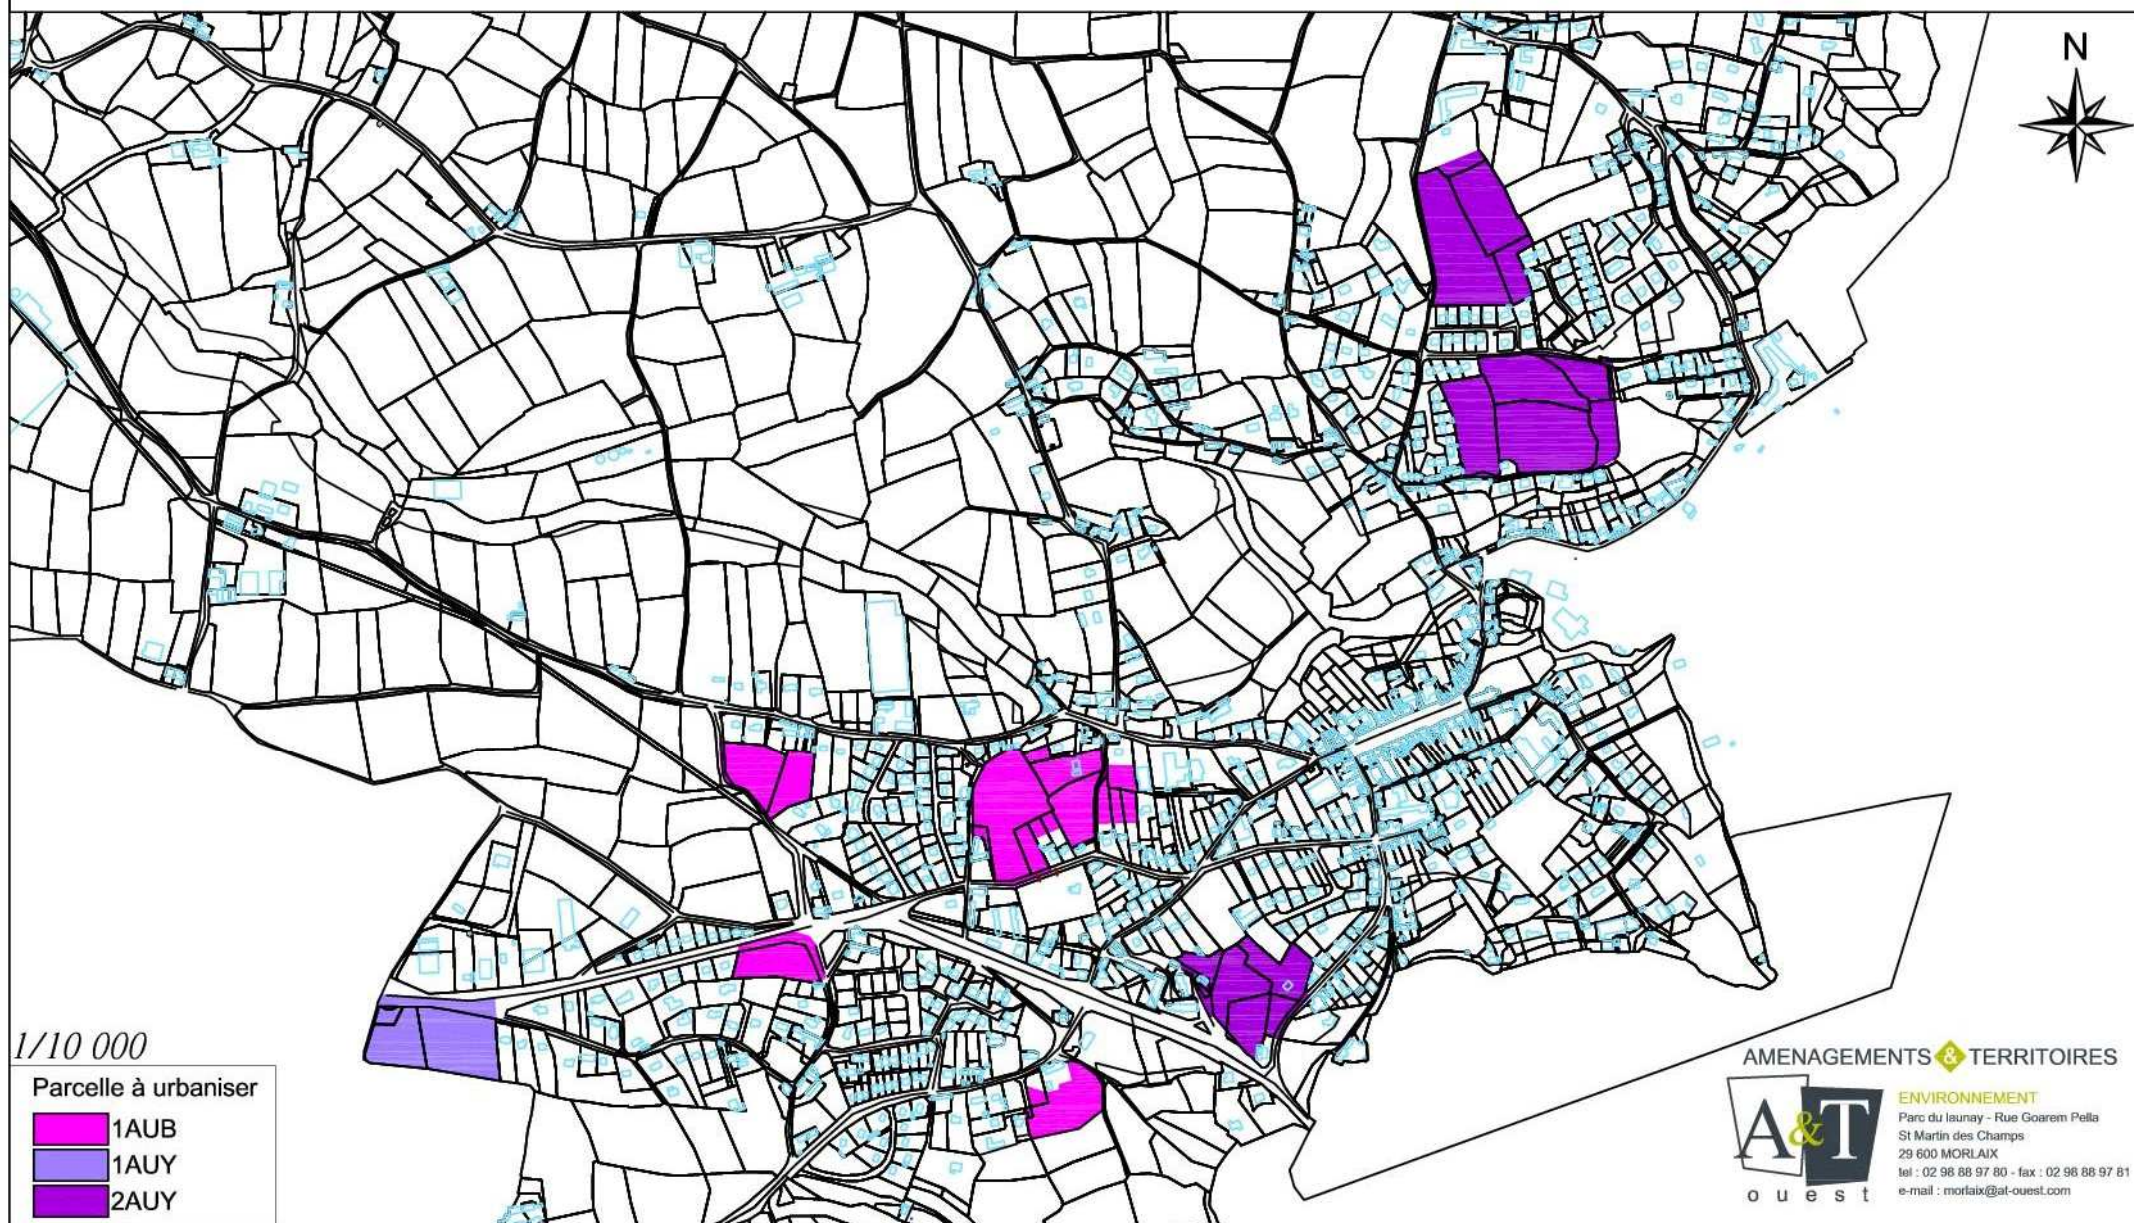 N
1/10 000
Parcelle à urbaniser
1AUB
1AUY
2AUY
AMENAGEMENTS & TERRITOIRES
A&T
ouest
ENVIRONNEMENT
Parc du launay - Rue Goarem Pella
St Martin des Champs
29 600 MORLAIX
tel : 02 98 88 97 80 - fax : 02 98 88 97 81
e-mail : morlaix@at-ouest.com